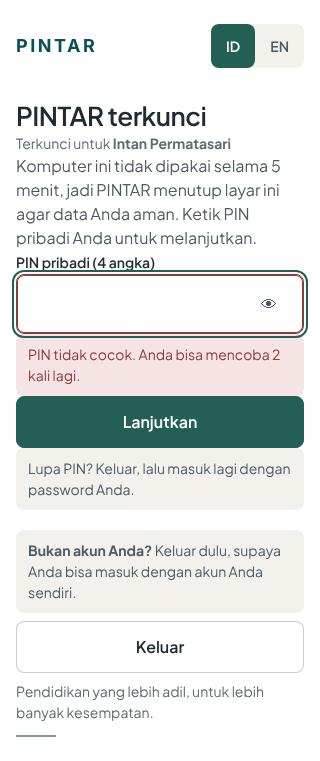 PINTAR
ID
EN
PINTAR terkunci
Terkunci untuk Intan Permatasari
Komputer ini tidak dipakai selama 5
menit, jadi PINTAR menutup layar ini
agar data Anda aman. Ketik PIN
pribadi Anda untuk melanjutkan.
PIN pribadi (4 angka)
PIN tidak cocok. Anda bisa mencoba 2
kali lagi.
Lanjutkan
Lupa PIN? Keluar, lalu masuk lagi dengan
password Anda.
Bukan akun Anda? Keluar dulu, supaya
Anda bisa masuk dengan akun Anda
sendiri.
Keluar
Pendidikan yang lebih adil, untuk lebih
banyak kesempatan.